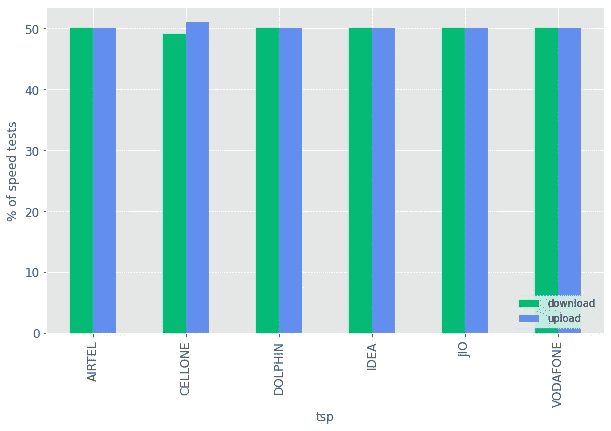 50
40
30
20
10
0
% of speed tests
download
upload
AIRTEL
CELLONE
DOLPHIN
IDEA
JIO
VODAFONE
tsp